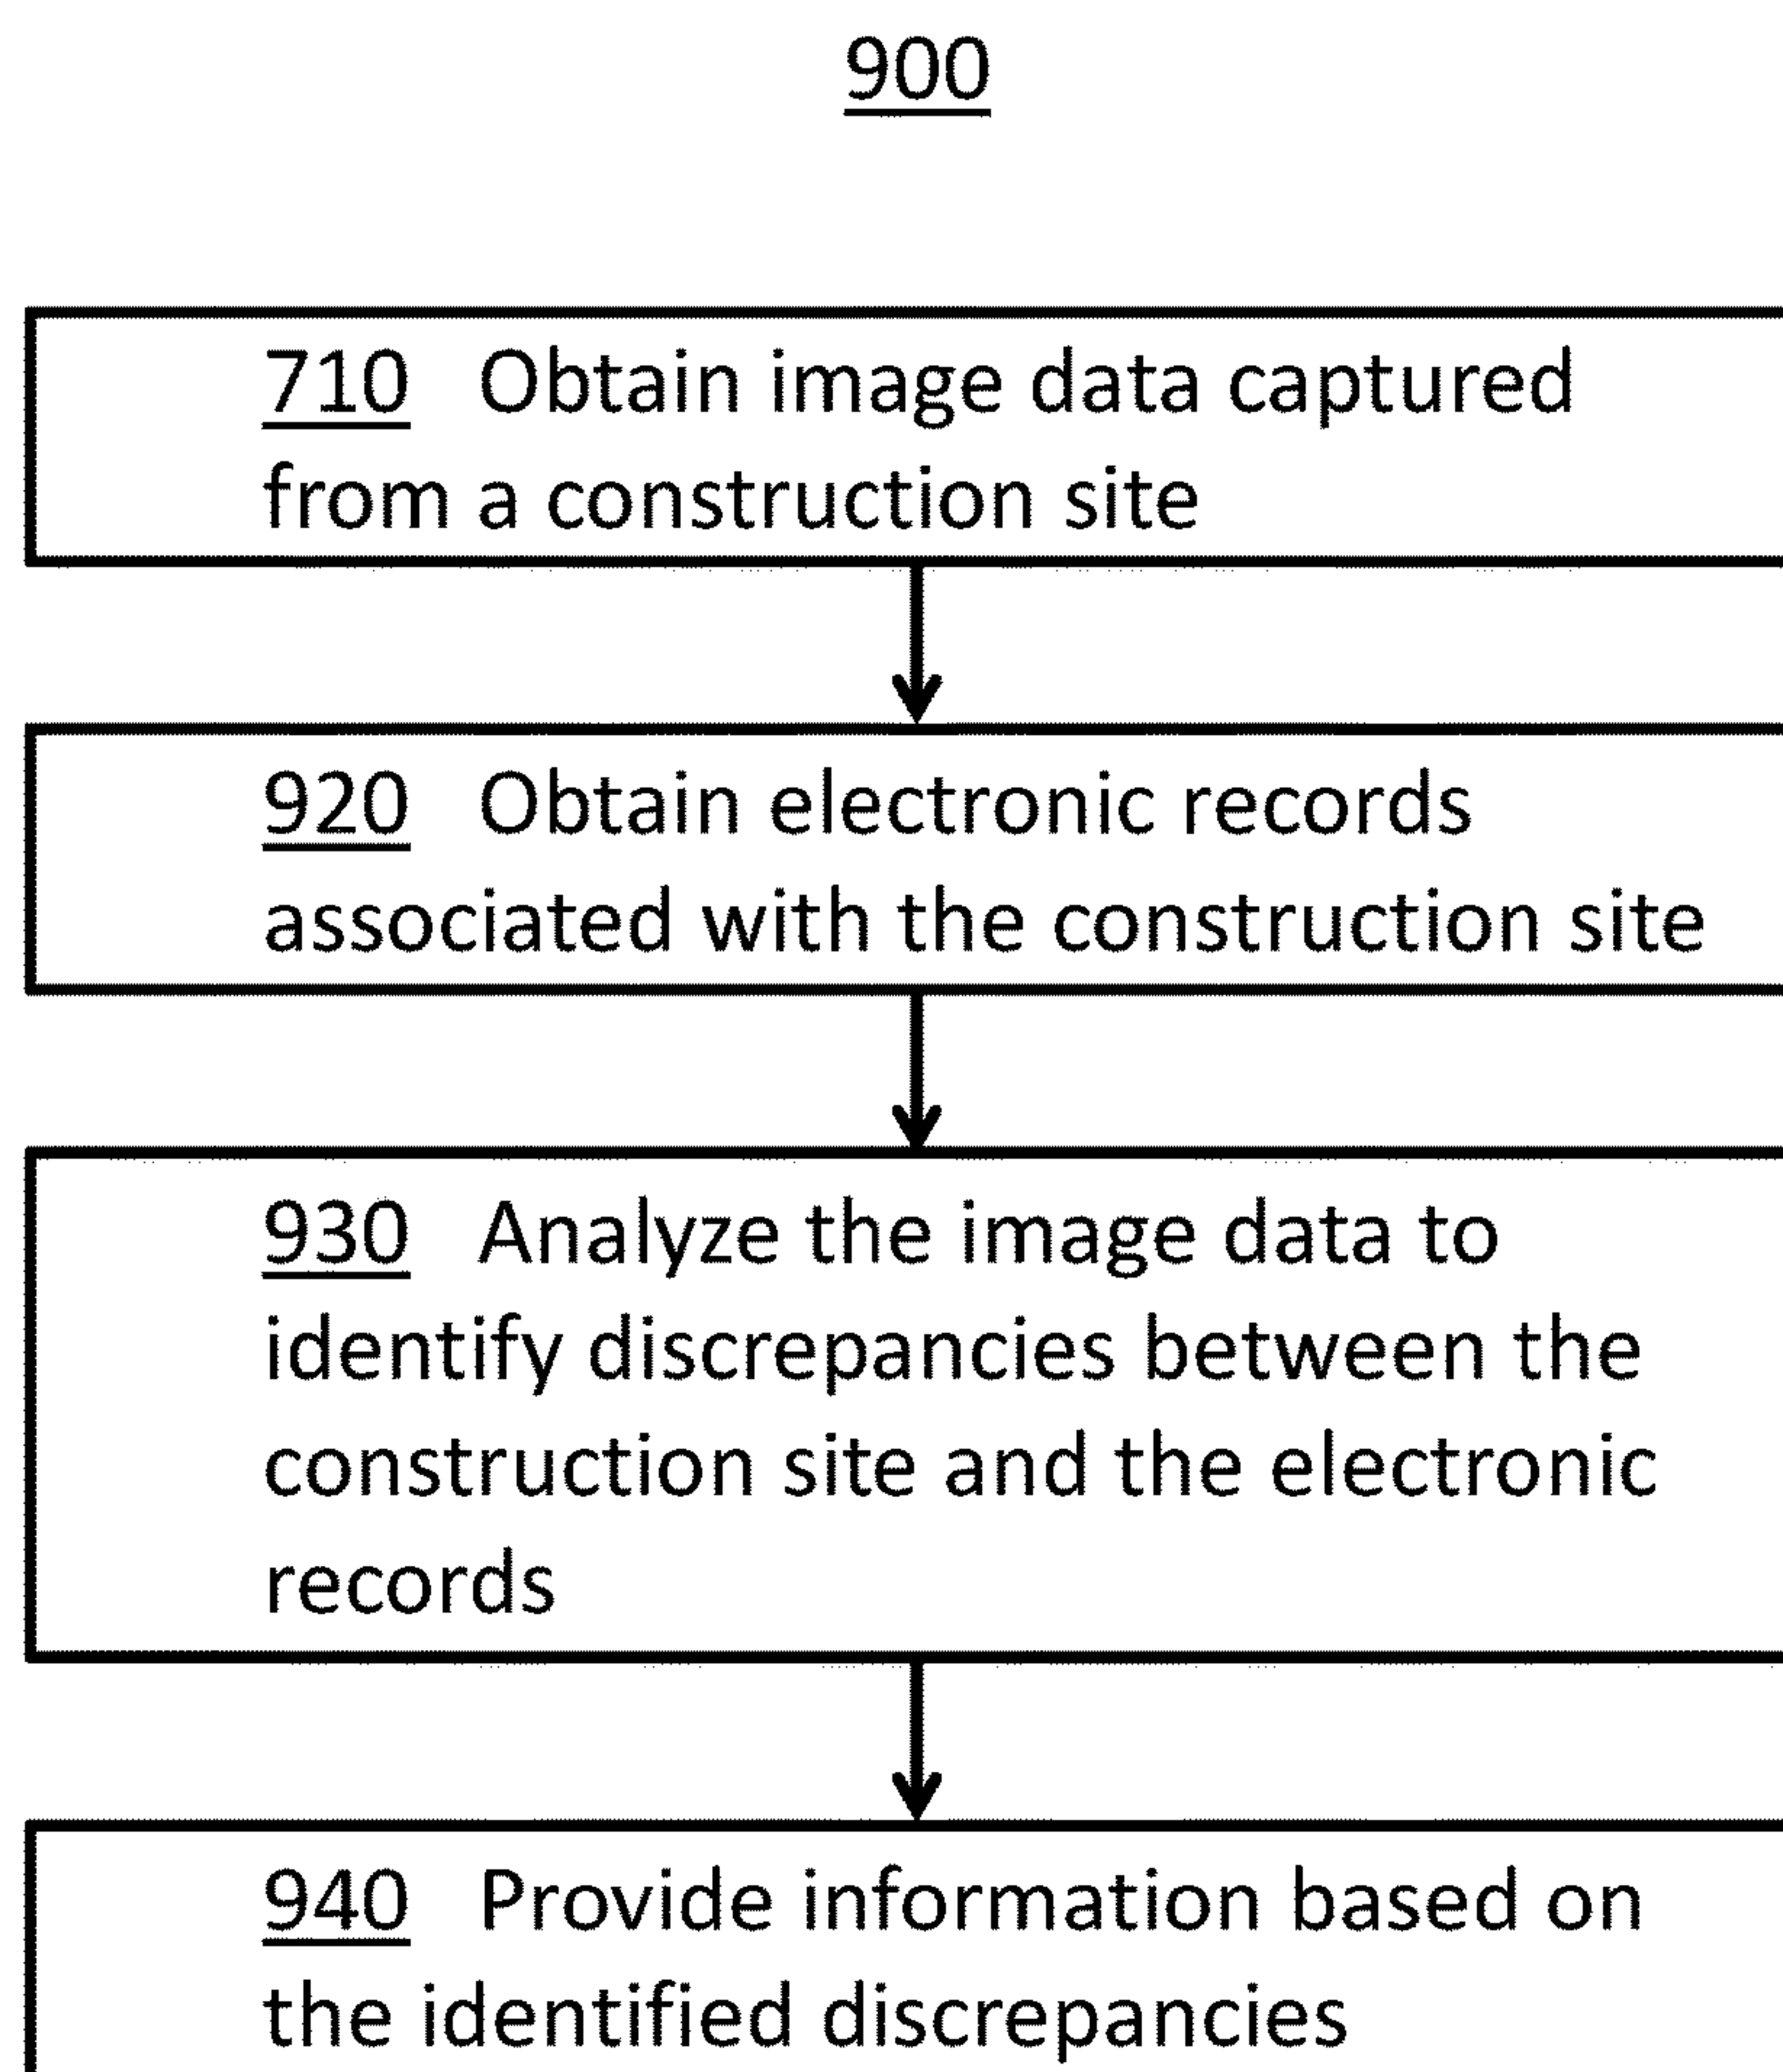 900
710 Obtain image data captured
from a construction site
920 Obtain electronic records
associated with the construction site
930 Analyze the image data to
identify discrepancies between the
construction site and the electronic
records
940 Provide information based on
the identified discrepancies